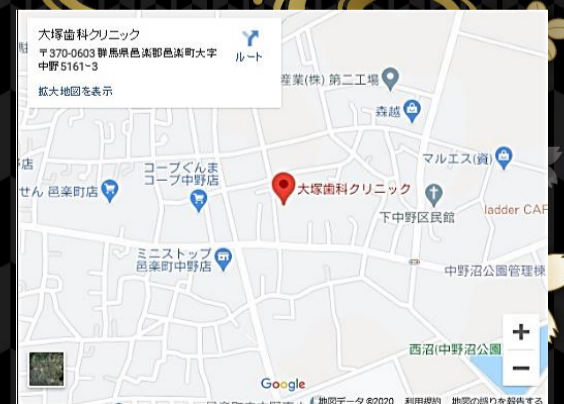 大塚歯科クリニック
〒370-0603 群馬県邑楽郡邑楽町大字
中野5161−3
ルート
拡大地図を表示
産業(株) 第二工場
森越
マルエス(資)
店
コープぐんま
コープ中野店
せん 邑楽町店
大塚歯科クリニック
下中野区民館
ladder CAF
ミニストップ
邑楽町中野店
中野沼公園管理棟
西沼(中野沼公園
Google
地図データ ©2020 利用規約 地図の誤りを報告する